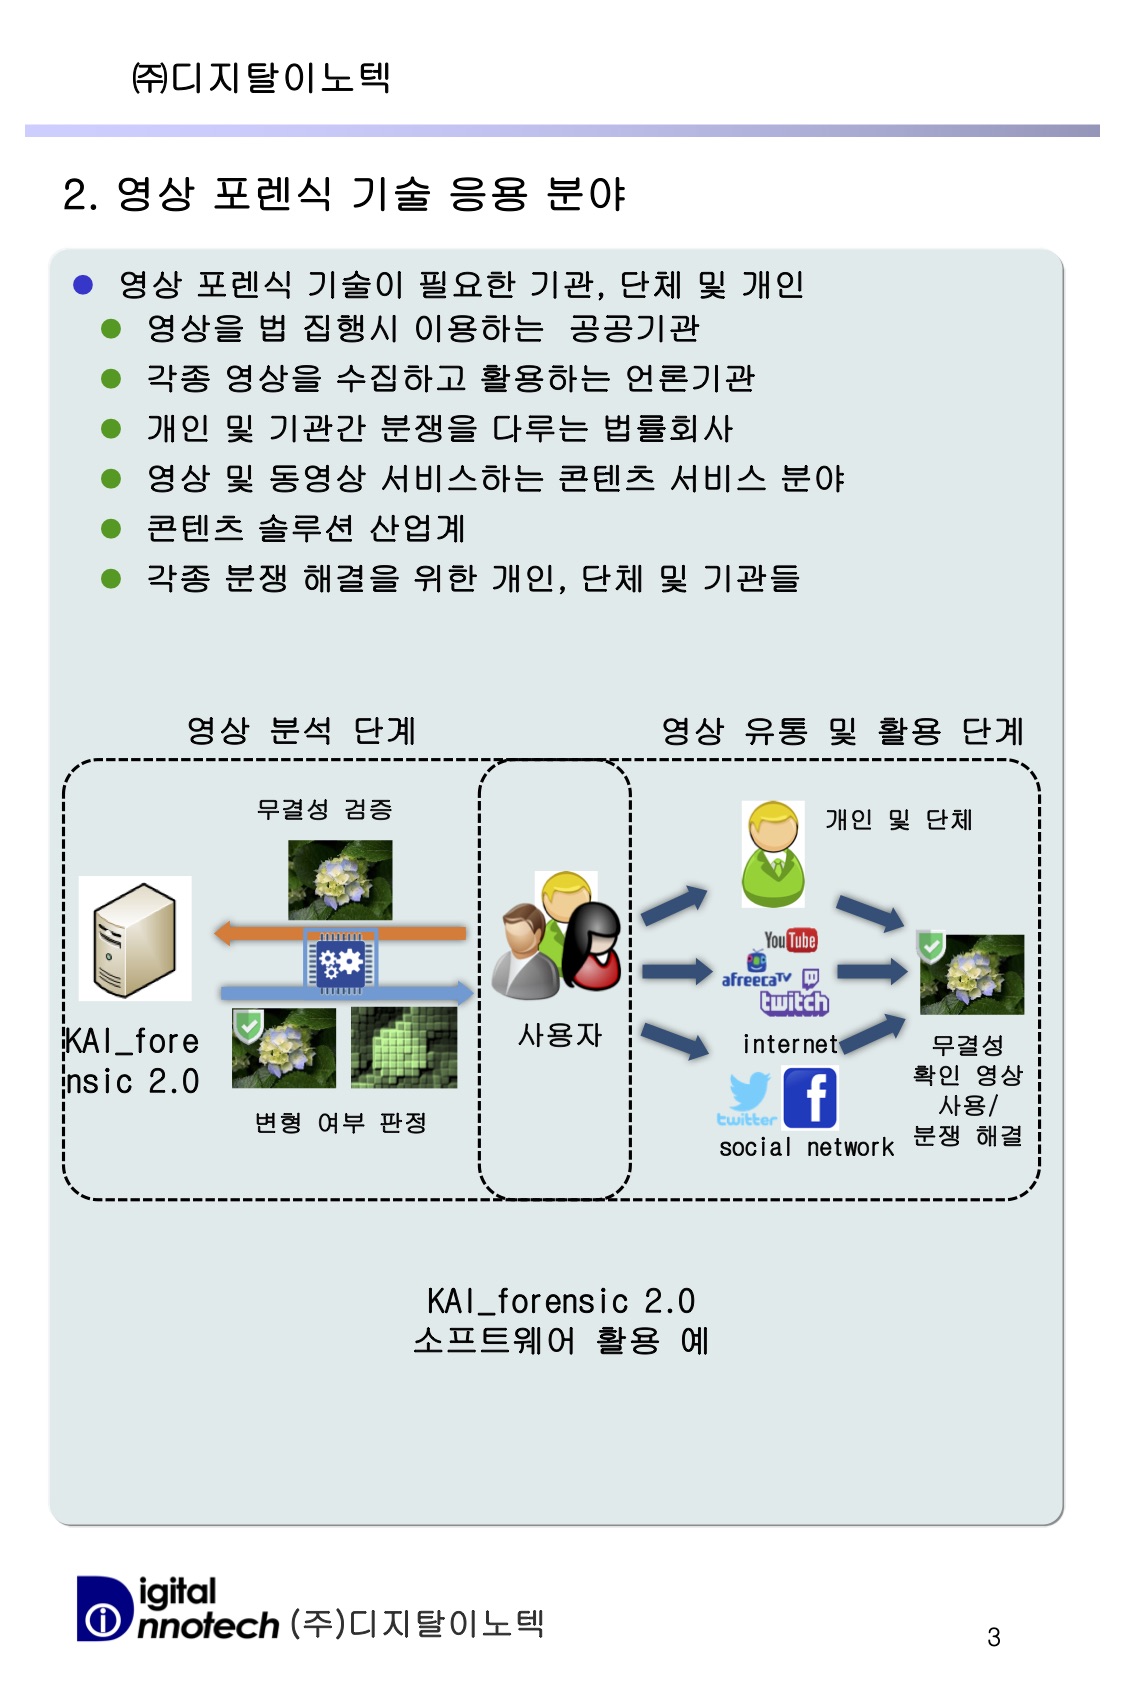 ㈜디지탈이노텍
2. 영상 포렌식 기술 응용 분야
영상 포렌식 기술이 필요한 기관, 단체 및 개인
영상을 법 집행시 이용하는 공공기관
각종 영상을 수집하고 활용하는 언론기관
개인 및 기관간 분쟁을 다루는 법률회사
영상 및 동영상 서비스하는 콘텐츠 서비스 분야
콘텐츠 솔루션 산업계
각종 분쟁 해결을 위한 개인, 단체 및 기관들
영상 분석 단계
영상 유통 및 활용 단계
무결성 검증
KAI_fore
nsic 2.0
변형 여부 판정
사용자
개인 및 단체
YouTube
afreecaTV
twitch
internet
twitter
f
social network
무결성
확인 영상
사용/
분쟁 해결
KAI_forensic 2.0
소프트웨어 활용 예
Digital
Innotech (주)디지탈이노텍
3